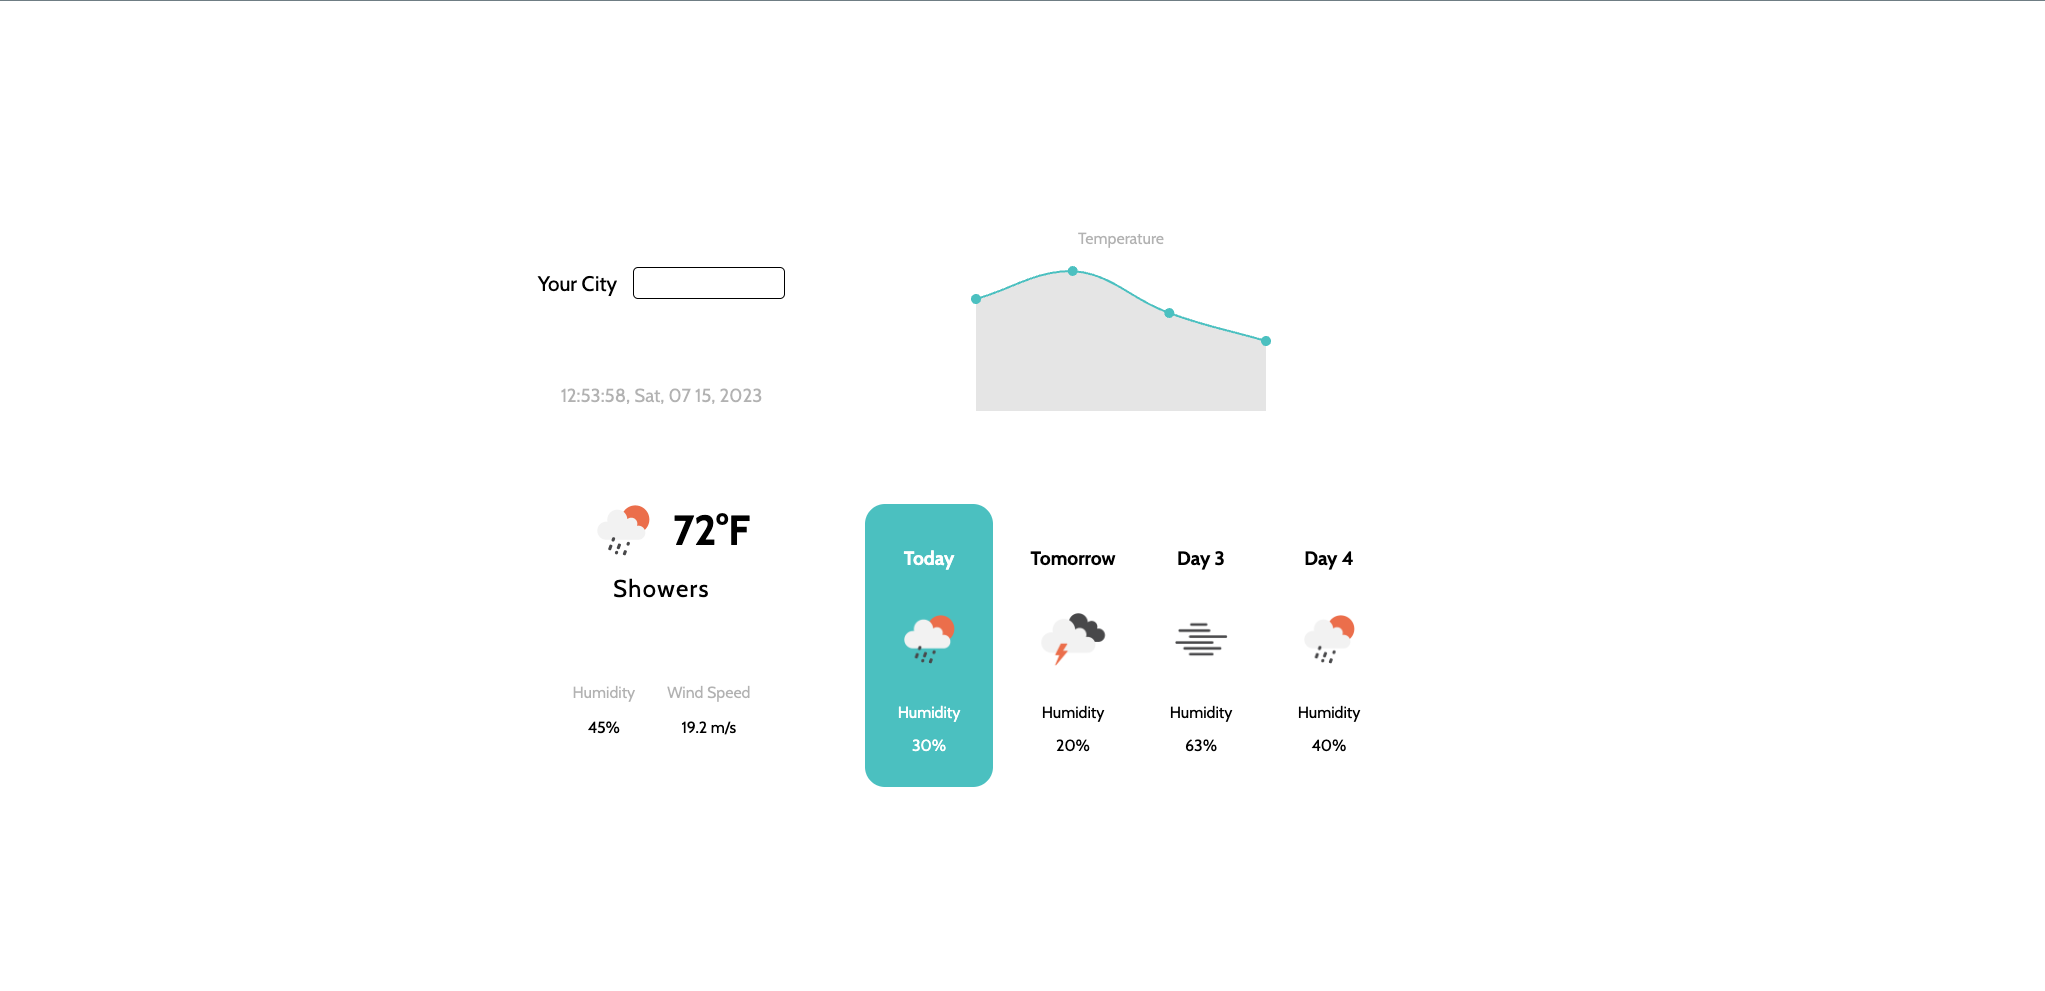 Temperature
Your City
12:53:58, Sat, 07 15, 2023
72°F
Showers
Humidity Wind Speed
45% 19.2 m/s
Today Tomorrow Day 3 Day 4
Humidity Humidity Humidity Humidity
30% 20% 63% 40%